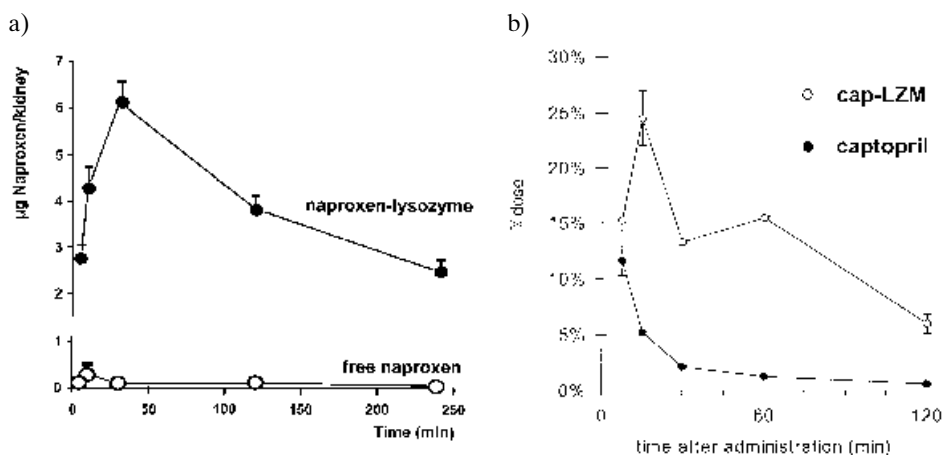 a)
7
6
5
4
3
2
1
0
µg Naproxen/kidney
naproxen-lysozyme
free naproxen
0
50
100
150
200
250
Time (min)
b)
30%
25%
20%
15%
10%
5%
0%
% dose
cap-LZM
captopril
0
60
120
time after administration (min)